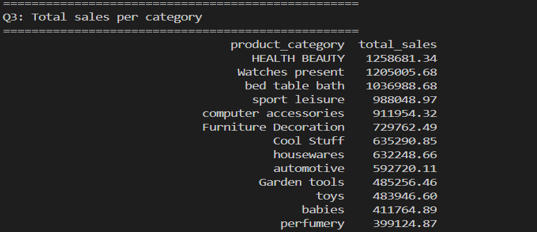 ==================================================
Q3: Total sales per category
==================================================
product_category total_sales
HEALTH BEAUTY 1258681.34
Watches present 1205005.68
bed table bath 1036988.68
sport leisure 988048.97
computer accessories 911954.32
Furniture Decoration 729762.49
Cool Stuff 635290.85
housewares 632248.66
automotive 592720.11
Garden tools 485256.46
toys 483946.60
babies 411764.89
perfumery 399124.87